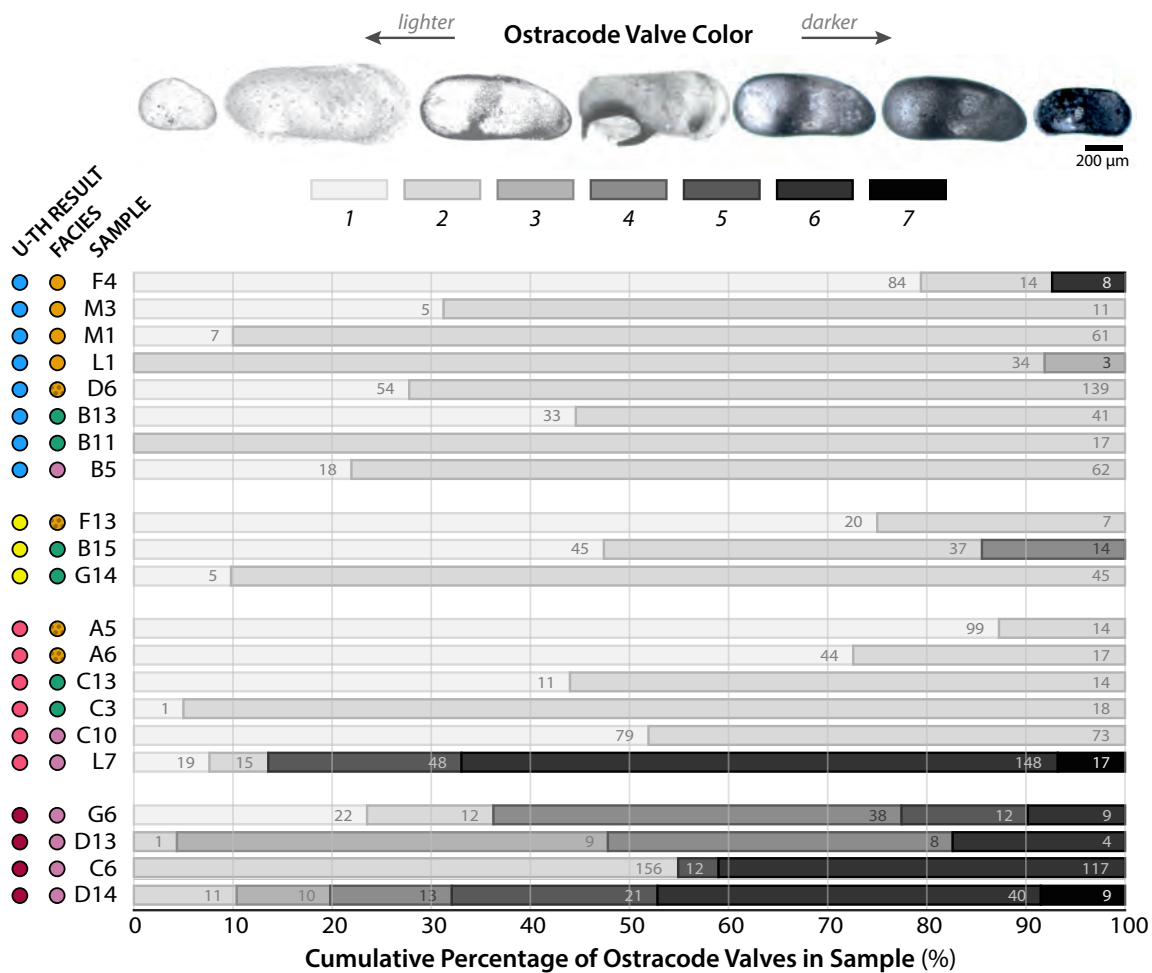 lighter Ostracode Valve Color darker
200 µm
1 2 3 4 5 6 7
U-TH RESULT
FACIES
SAMPLE
F4 84 14 8
M3 5 11
M1 7 61
L1 34 3
D6 54 139
B13 33 41
B11 17
B5 18 62
F13 20 7
B15 45 37 14
G14 5 45
A5 99 14
A6 44 17
C13 11 14
C3 1 18
C10 79 73
L7 19 15 48 148 17
G6 22 12 38 12 9
D13 1 9 8 4
C6 156 12 117
D14 11 10 13 21 40 9
0 10 20 30 40 50 60 70 80 90 100
Cumulative Percentage of Ostracode Valves in Sample (%)